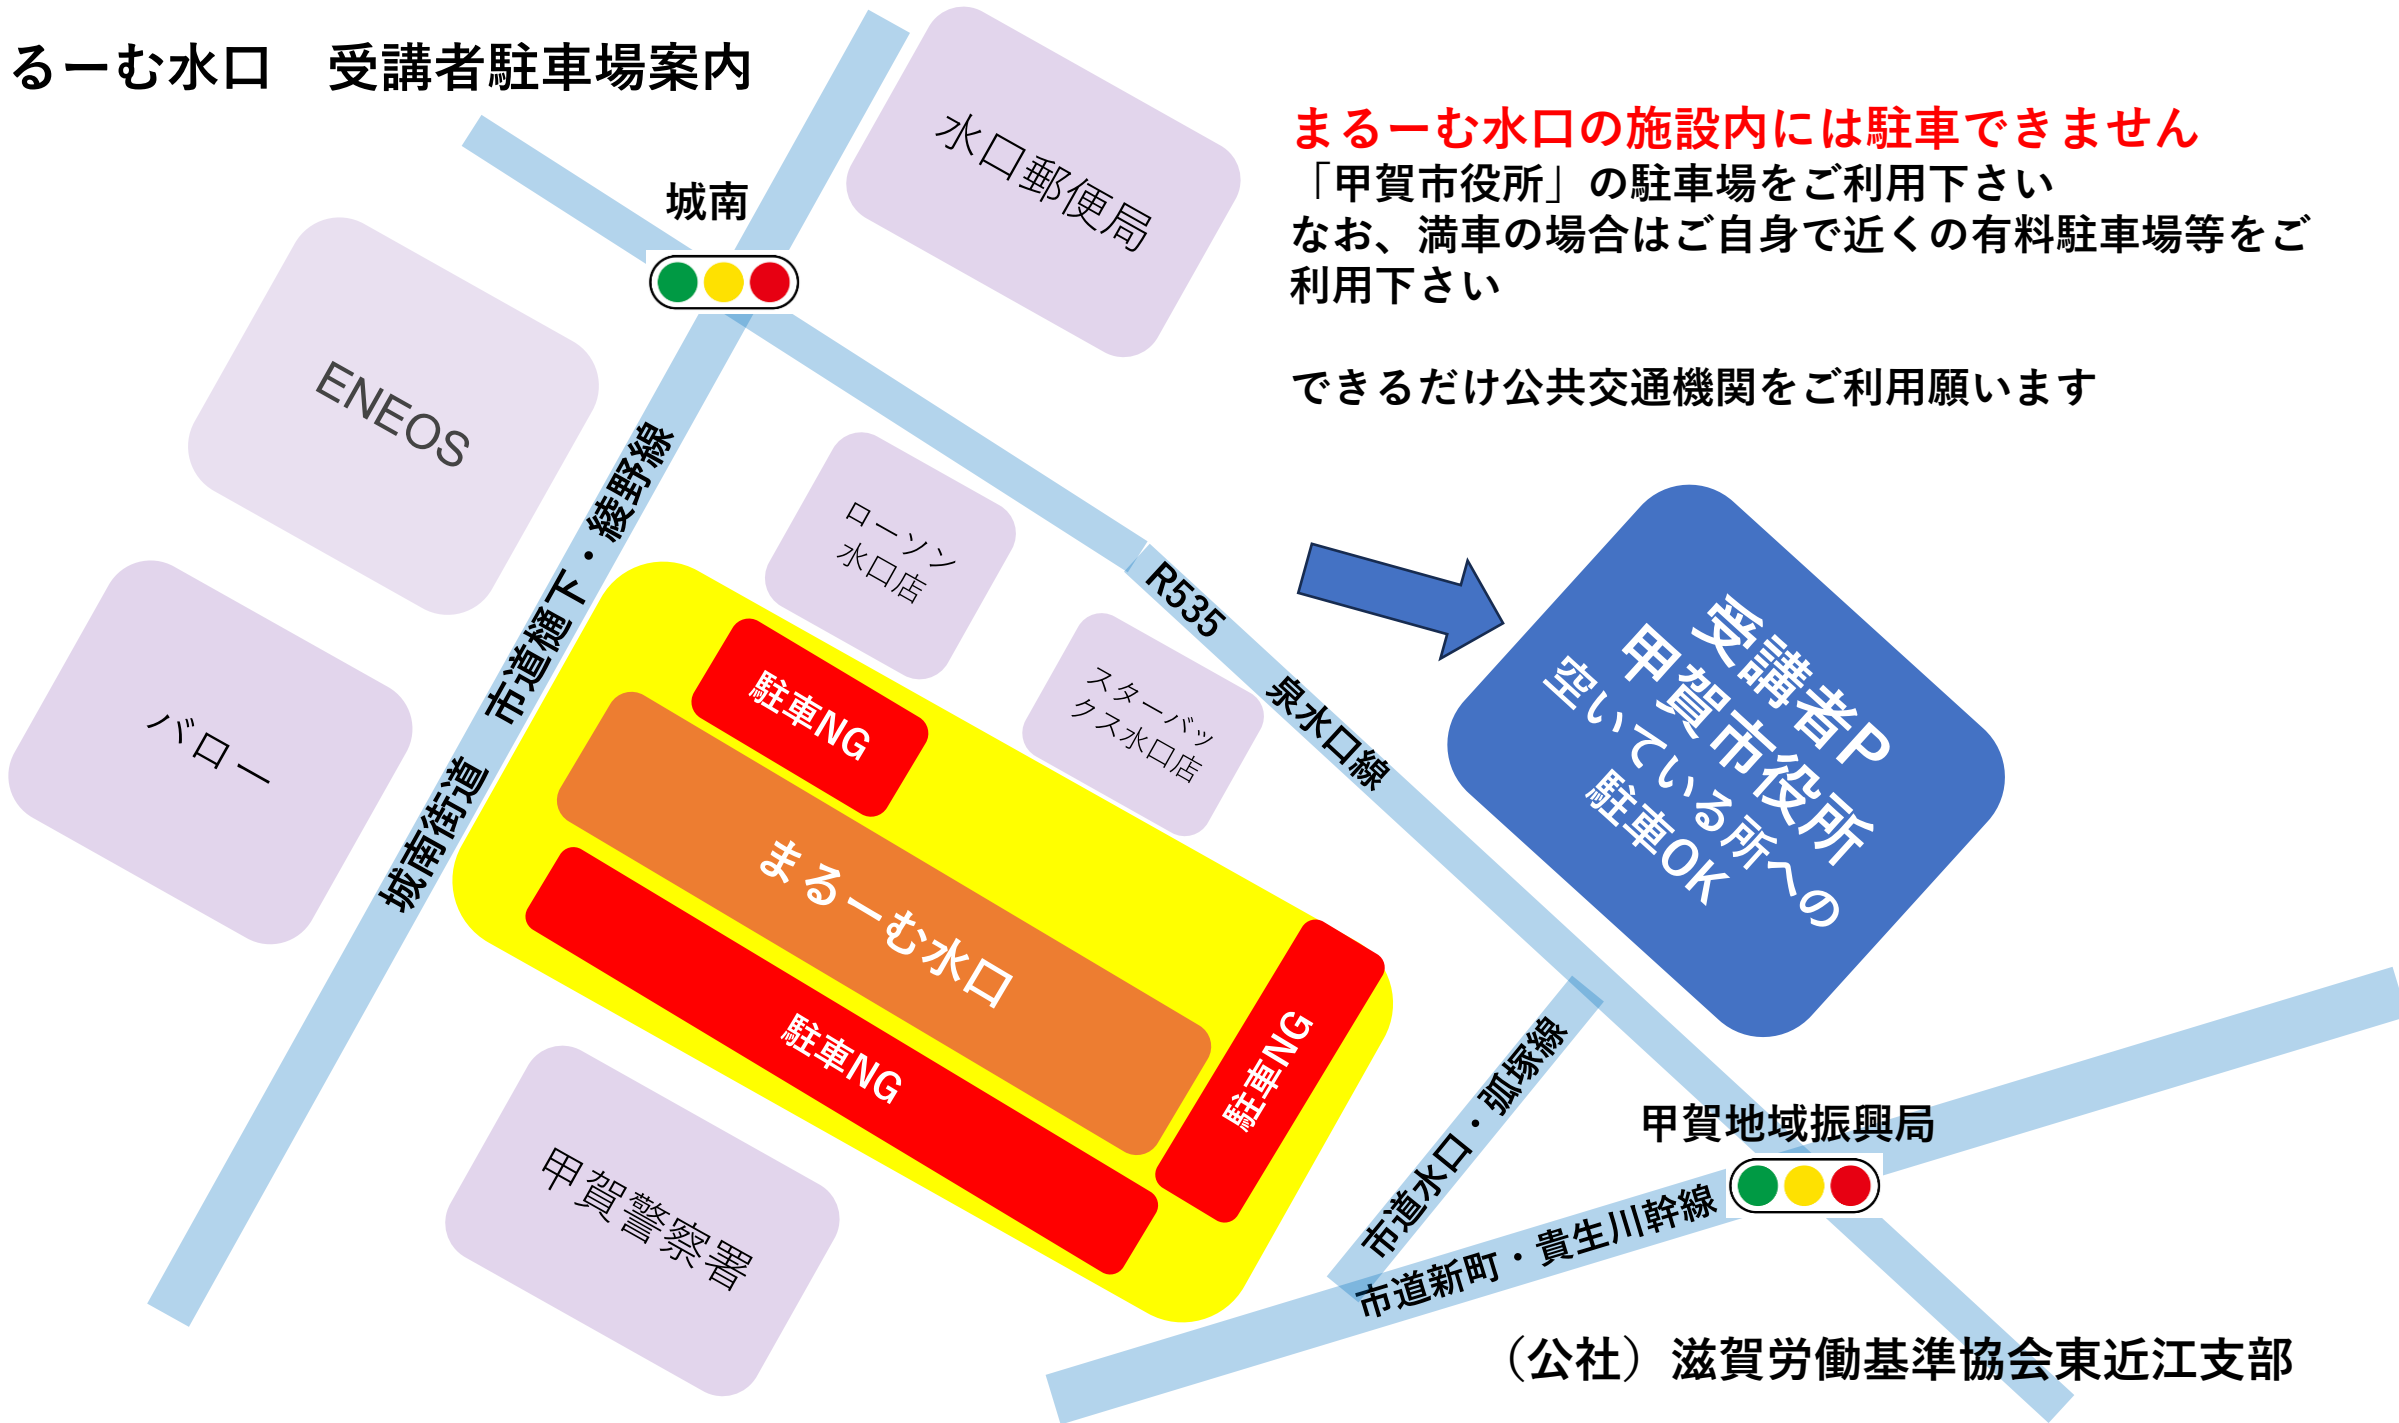 るーむ水口　受講者駐車場案内
まるーむ水口の施設内には駐車できません
「甲賀市役所」の駐車場をご利用下さい
なお、満車の場合はご自身で近くの有料駐車場等をご
利用下さい
できるだけ公共交通機関をご利用願います
水口郵便局
城南
ENEOS
バロー
城南街道　市道樋下・綾野線
ローソン
水口店
スターバッ
クス水口店
R535
泉水口線
駐車NG
まるーむ水口
駐車NG
駐車NG
受講者P
甲賀市役所
空いている所への
駐車OK
甲賀警察署
市道水口・弧塚線
甲賀地域振興局
市道新町・貴生川幹線
（公社）滋賀労働基準協会東近江支部